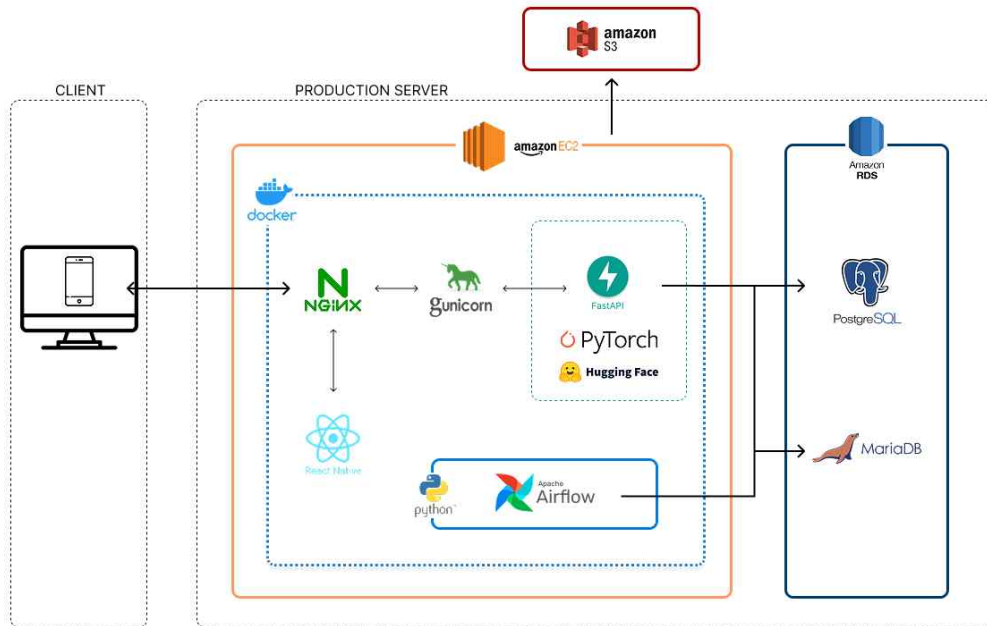 amazon
S3
CLIENT
PRODUCTION SERVER
amazon EC2
Amazon
RDS
docker
NGINX
gunicorn
FastAPI
PyTorch
Hugging Face
PostgreSQL
React Native
MariaDB
python
Apache
Airflow